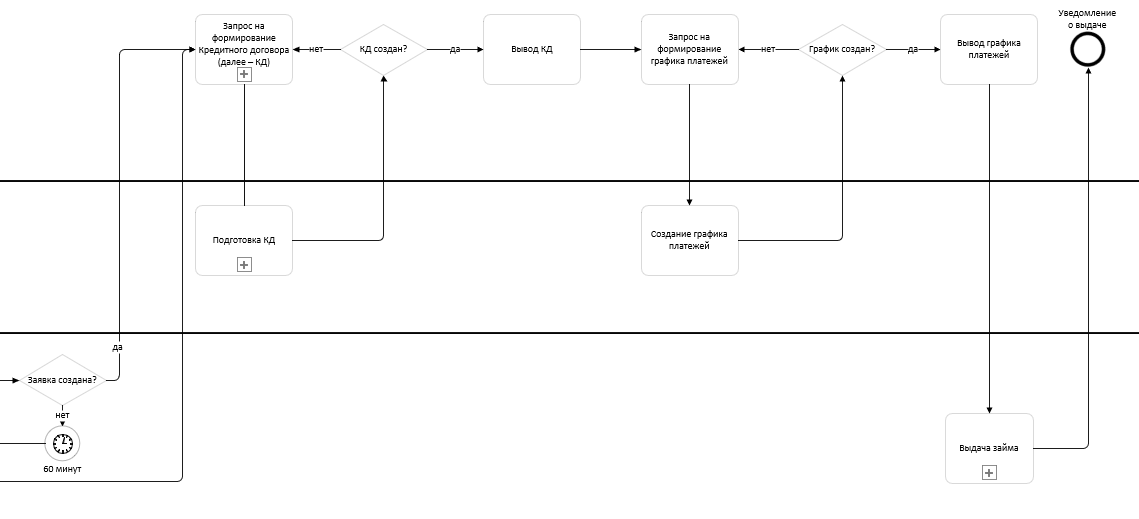 Запрос на
формирование
Кредитного договора
(далее – КД)
нет
КД создан?
да
Вывод КД
Запрос на
формирование
графика платежей
нет
График создан?
да
Вывод графика
платежей
Уведомление
о выдаче
Подготовка КД
Создание графика
платежей
да
Заявка создана?
нет
60 минут
Выдача займа